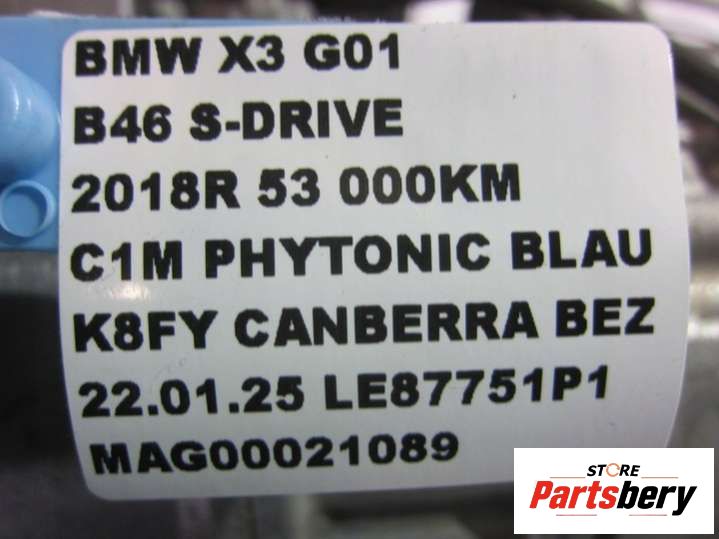 BMW X3 G01
B46 S-DRIVE
2018R 53 000KM
C1M PHYTONIC BLAU
K8FY CANBERRA BEZ
22.01.25 LE87751P1
MAG00021089
STORE
Partsbery